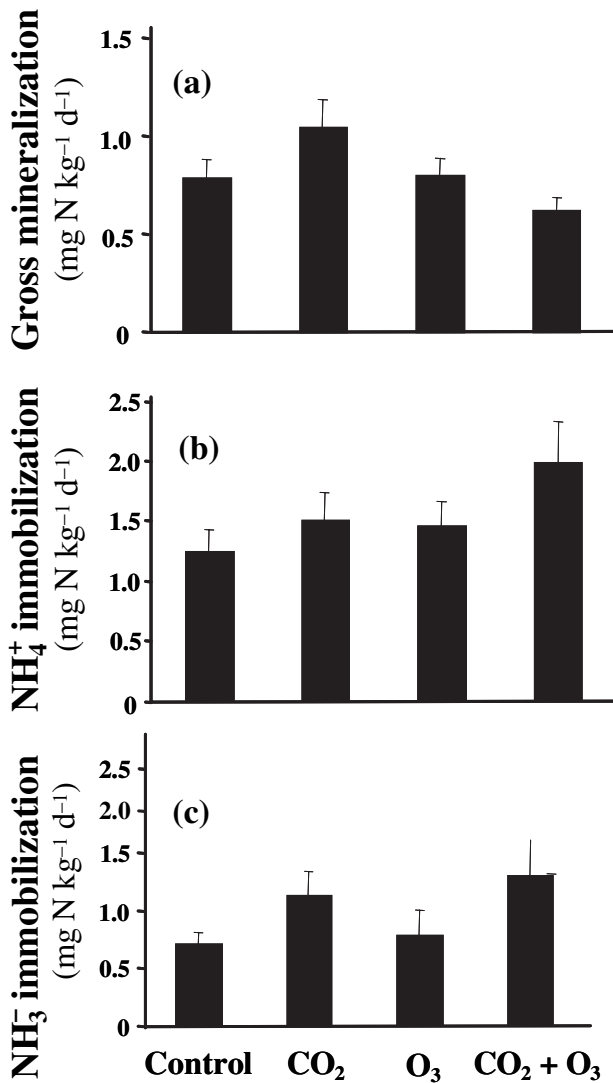 Gross mineralization
(mg N kg⁻¹ d⁻¹)
1.5
1.0
0.5
0
(a)
NH₄⁺ immobilization
(mg N kg⁻¹ d⁻¹)
2.5
2.0
1.5
1.0
0.5
0
(b)
NH₃⁻ immobilization
(mg N kg⁻¹ d⁻¹)
2.5
2.0
1.5
1.0
0.5
0
(c)
Control CO₂ O₃ CO₂ + O₃